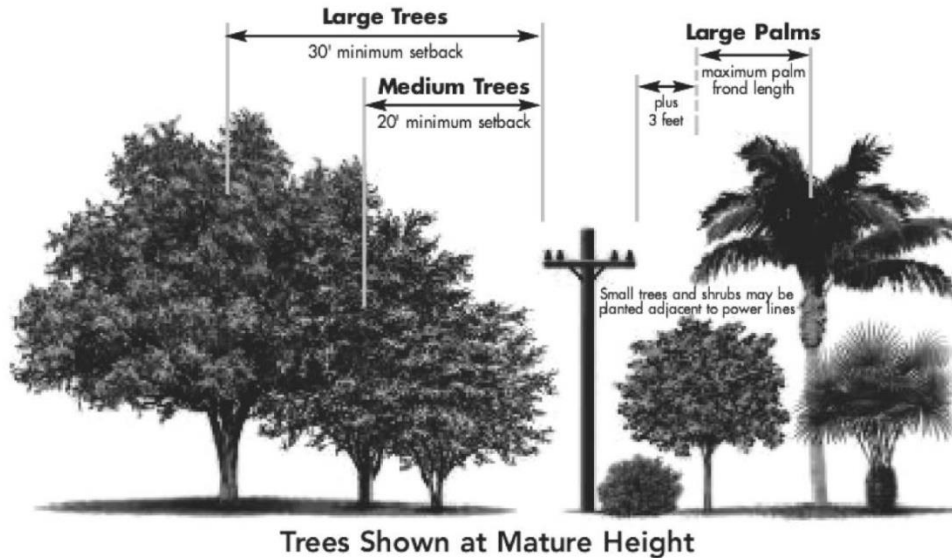 Large Trees
30' minimum setback
Medium Trees
20' minimum setback
Large Palms
maximum palm
frond length
plus
3 feet
Small trees and shrubs may be
planted adjacent to power lines
Trees Shown at Mature Height